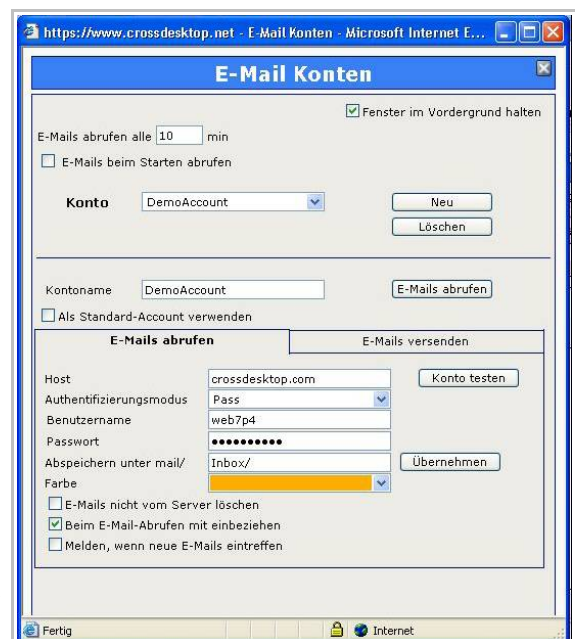 https://www.crossdesktop.net - E-Mail Konten - Microsoft Internet E...
E-Mail Konten
Fenster im Vordergrund halten
E-Mails abrufen alle 10 min
E-Mails beim Starten abrufen
Konto DemoAccount Neu
Löschen
Kontoname DemoAccount E-Mails abrufen
Als Standard-Account verwenden
E-Mails abrufen E-Mails versenden
Host crossdesktop.com Konto testen
Authentifizierungsmodus Pass
Benutzername web7p4
Passwort ●●●●●●●●●●
Abspeichern unter mail/ Inbox/ Übernehmen
Farbe
E-Mails nicht vom Server löschen
Beim E-Mail-Abrufen mit einbeziehen
Melden, wenn neue E-Mails eintreffen
Fertig Internet